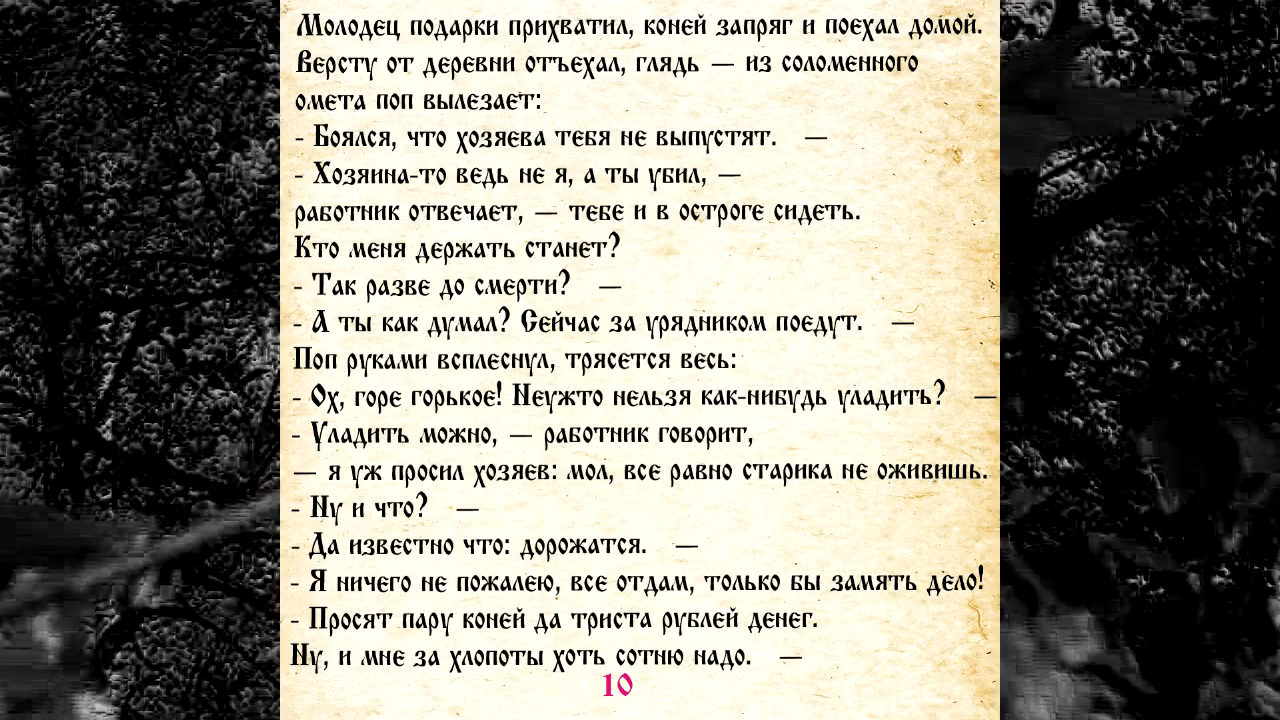 Молодец подарки прихватил, коней запряг и поехал домой.
Версту от деревни отъехал, глядь — из соломенного
омета поп вылезает:
- Боялся, что хозяева тебя не выпустят. —
- Хозяина-то ведь не я, а ты убил, —
работник отвечает, — тебе и в остроге сидеть.
Кто меня держать станет?
- Так разве до смерти? —
- А ты как думал? Сейчас за урядником поедут. —
Поп руками всплеснул, трясется весь:
- Ох, горе горькое! Неужто нельзя как-нибудь уладить? —
- Уладить можно, — работник говорит,
— я уж просил хозяев: мол, все равно старика не оживишь.
- Ну и что? —
- Да известно что: дорожатся. —
- Я ничего не пожалею, все отдам, только бы замять дело!
- Просят пару коней да триста рублей денег.
Ну, и мне за хлопоты хоть сотню надо. —
10